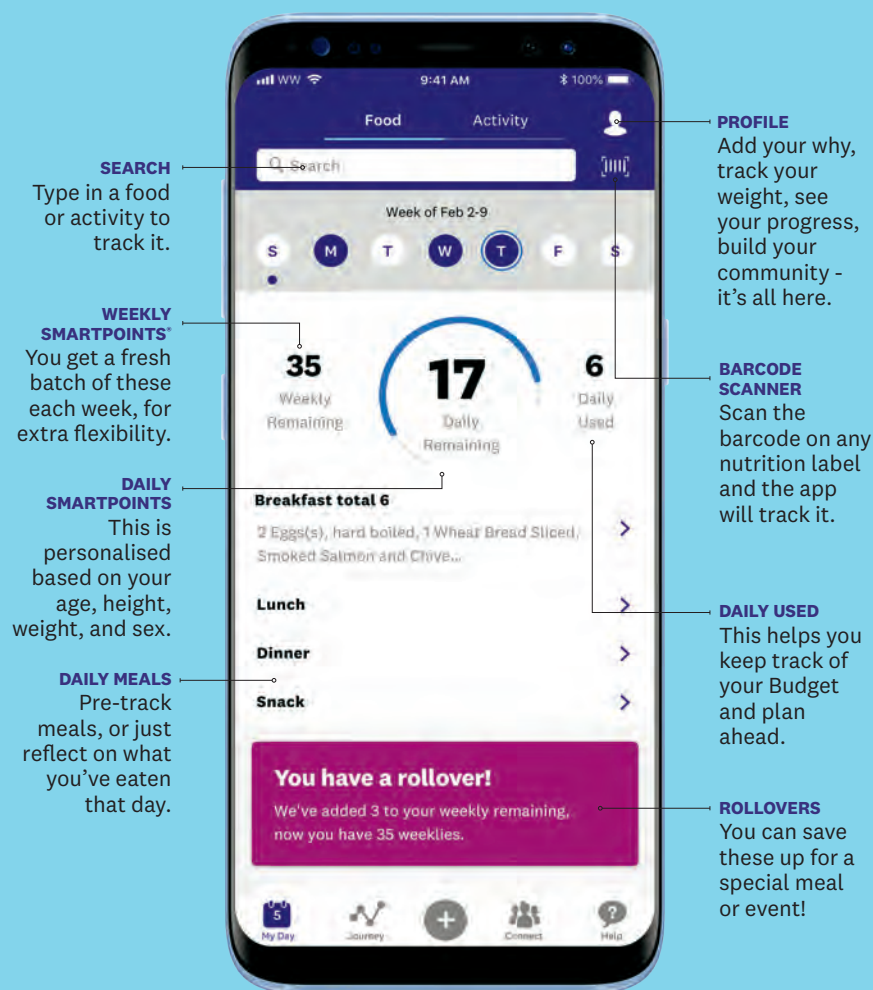 WW
9:41 AM
100%
Food
Activity
Search
Week of Feb 2-9
S M T W T F S
35
Weekly
Remaining
17
Daily
Remaining
6
Daily
Used
Breakfast total 6
2 Eggs(s), hard boiled, 1 Wheat Bread Sliced,
Smoked Salmon and Chive...
Lunch
Dinner
Snack
You have a rollover!
We've added 3 to your weekly remaining,
now you have 35 weeklies.
5
My Day
Journey
+
Connect
?
Help
SEARCH
Type in a food
or activity to
track it.
WEEKLY
SMARTPOINTS®
You get a fresh
batch of these
each week, for
extra flexibility.
DAILY
SMARTPOINTS
This is
personalised
based on your
age, height,
weight, and sex.
DAILY MEALS
Pre-track
meals, or just
reflect on what
you've eaten
that day.
PROFILE
Add your why,
track your
weight, see
your progress,
build your
community -
it's all here.
BARCODE
SCANNER
Scan the
barcode on any
nutrition label
and the app
will track it.
DAILY USED
This helps you
keep track of
your Budget
and plan
ahead.
ROLLOVERS
You can save
these up for a
special meal
or event!